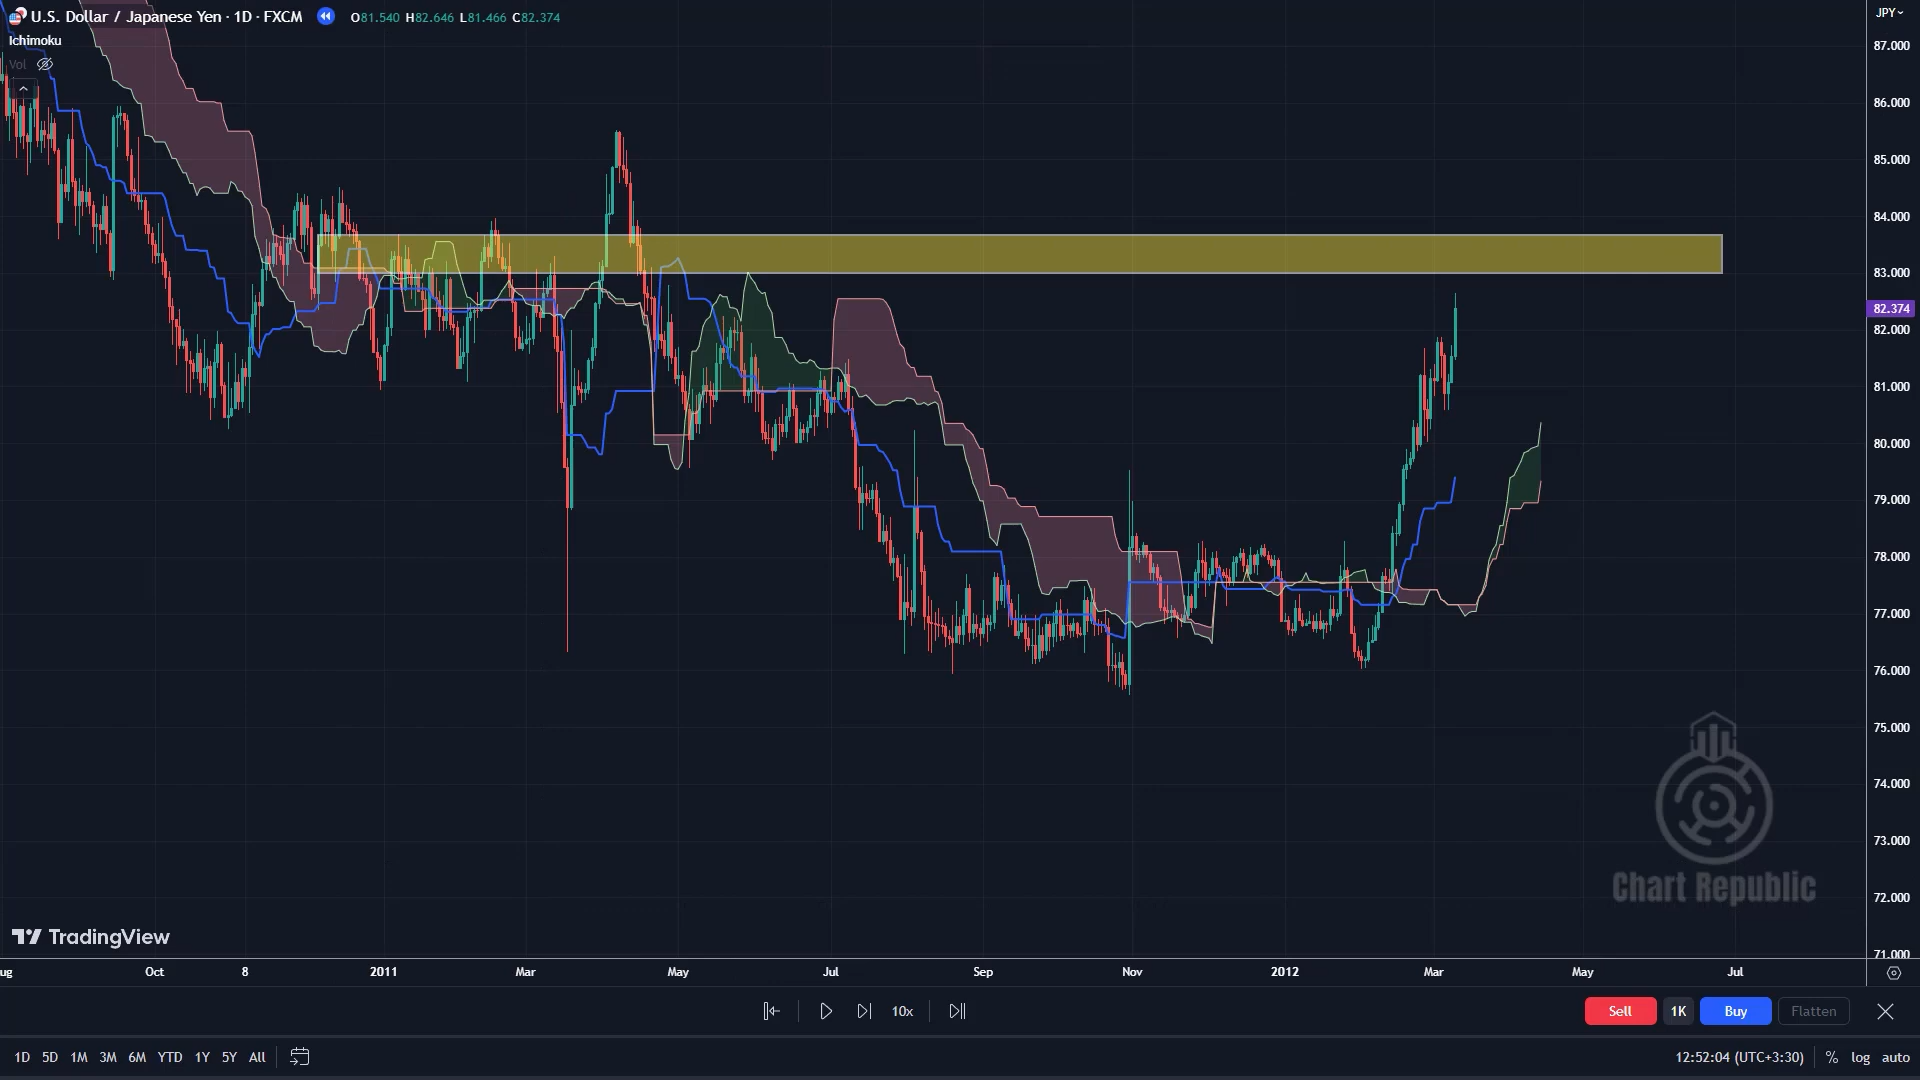 U.S. Dollar / Japanese Yen · 1D · FXCM O81.540 H82.646 L81.466 C82.374
JPY
Ichimoku
Vol
87.000
86.000
85.000
84.000
83.000
82.374
82.000
81.000
80.000
79.000
78.000
77.000
76.000
75.000
74.000
73.000
72.000
71.000
Chart Republic
TradingView
ug Oct 8 2011 Mar May Jul Sep Nov 2012 Mar May Jul
10x
Sell 1K Buy Flatten
1D 5D 1M 3M 6M YTD 1Y 5Y All
12:52:04 (UTC+3:30) % log auto